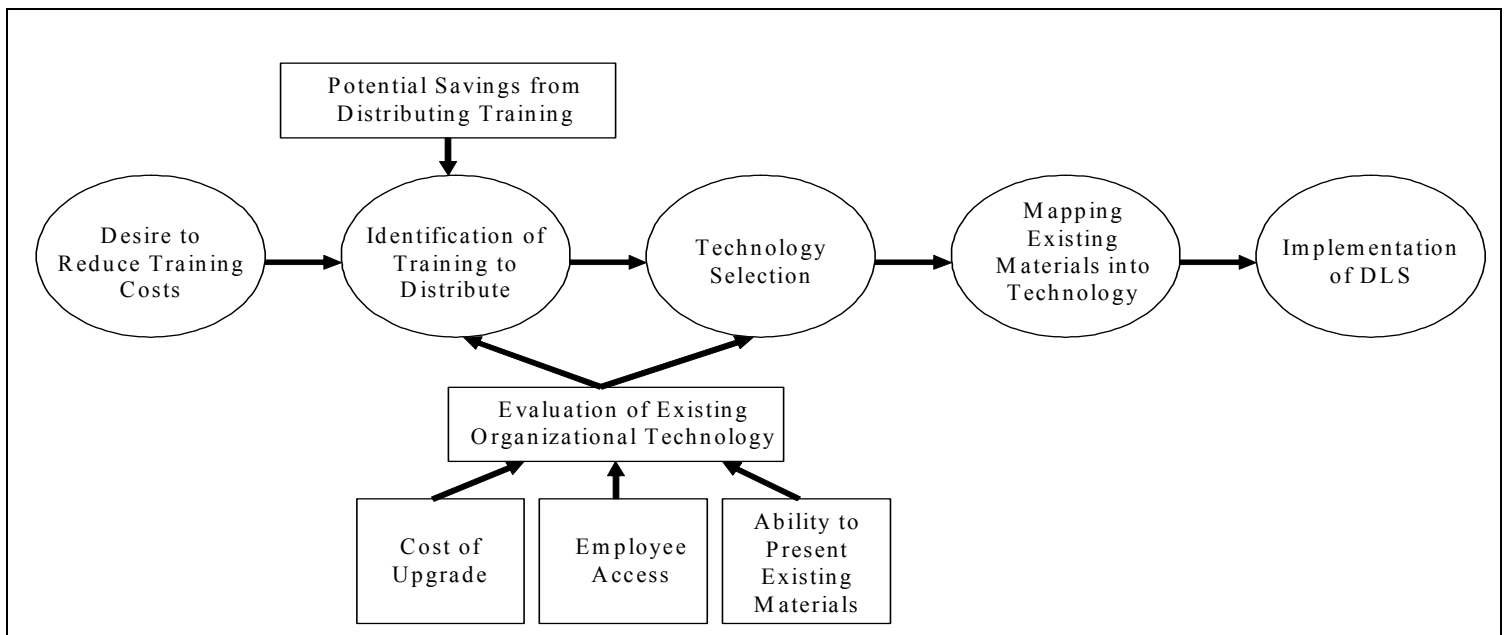 Potential Savings from
Distributing Training
Desire to
Reduce Training
Costs
Identification of
Training to
Distribute
Technology
Selection
Mapping
Existing
Materials into
Technology
Implementation
of DLS
Evaluation of Existing
Organizational Technology
Cost of
Upgrade
Employee
Access
Ability to
Present
Existing
Materials